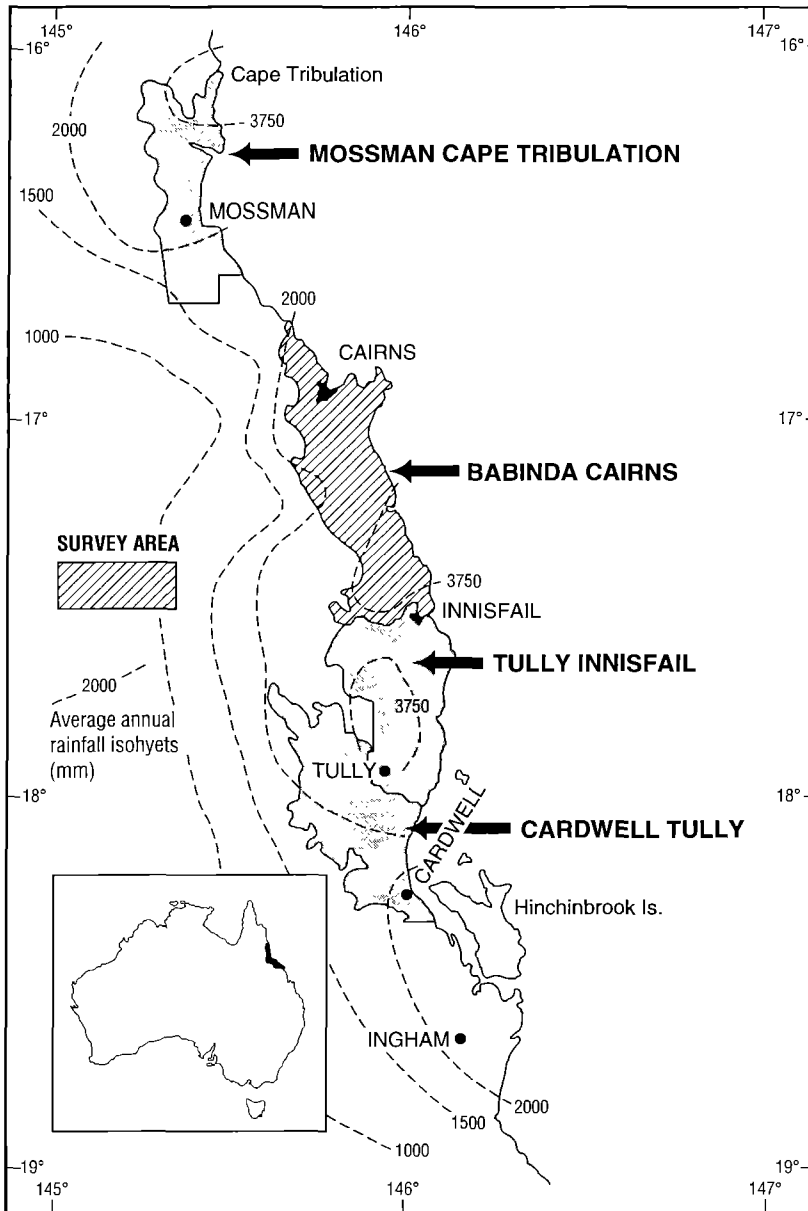 145° 146° 147°
16° 16°
Cape Tribulation
3750
2000
MOSSMAN CAPE TRIBULATION
1500
MOSSMAN
2000
1000
CAIRNS
17° 17°
BABINDA CAIRNS
SURVEY AREA
3750
INNISFAIL
TULLY INNISFAIL
2000
3750
Average annual
rainfall isohyets
(mm)
TULLY
18° 18°
CARDWELL
CARDWELL TULLY
Hinchinbrook Is.
INGHAM
2000
1500
1000
19° 19°
145° 146° 147°